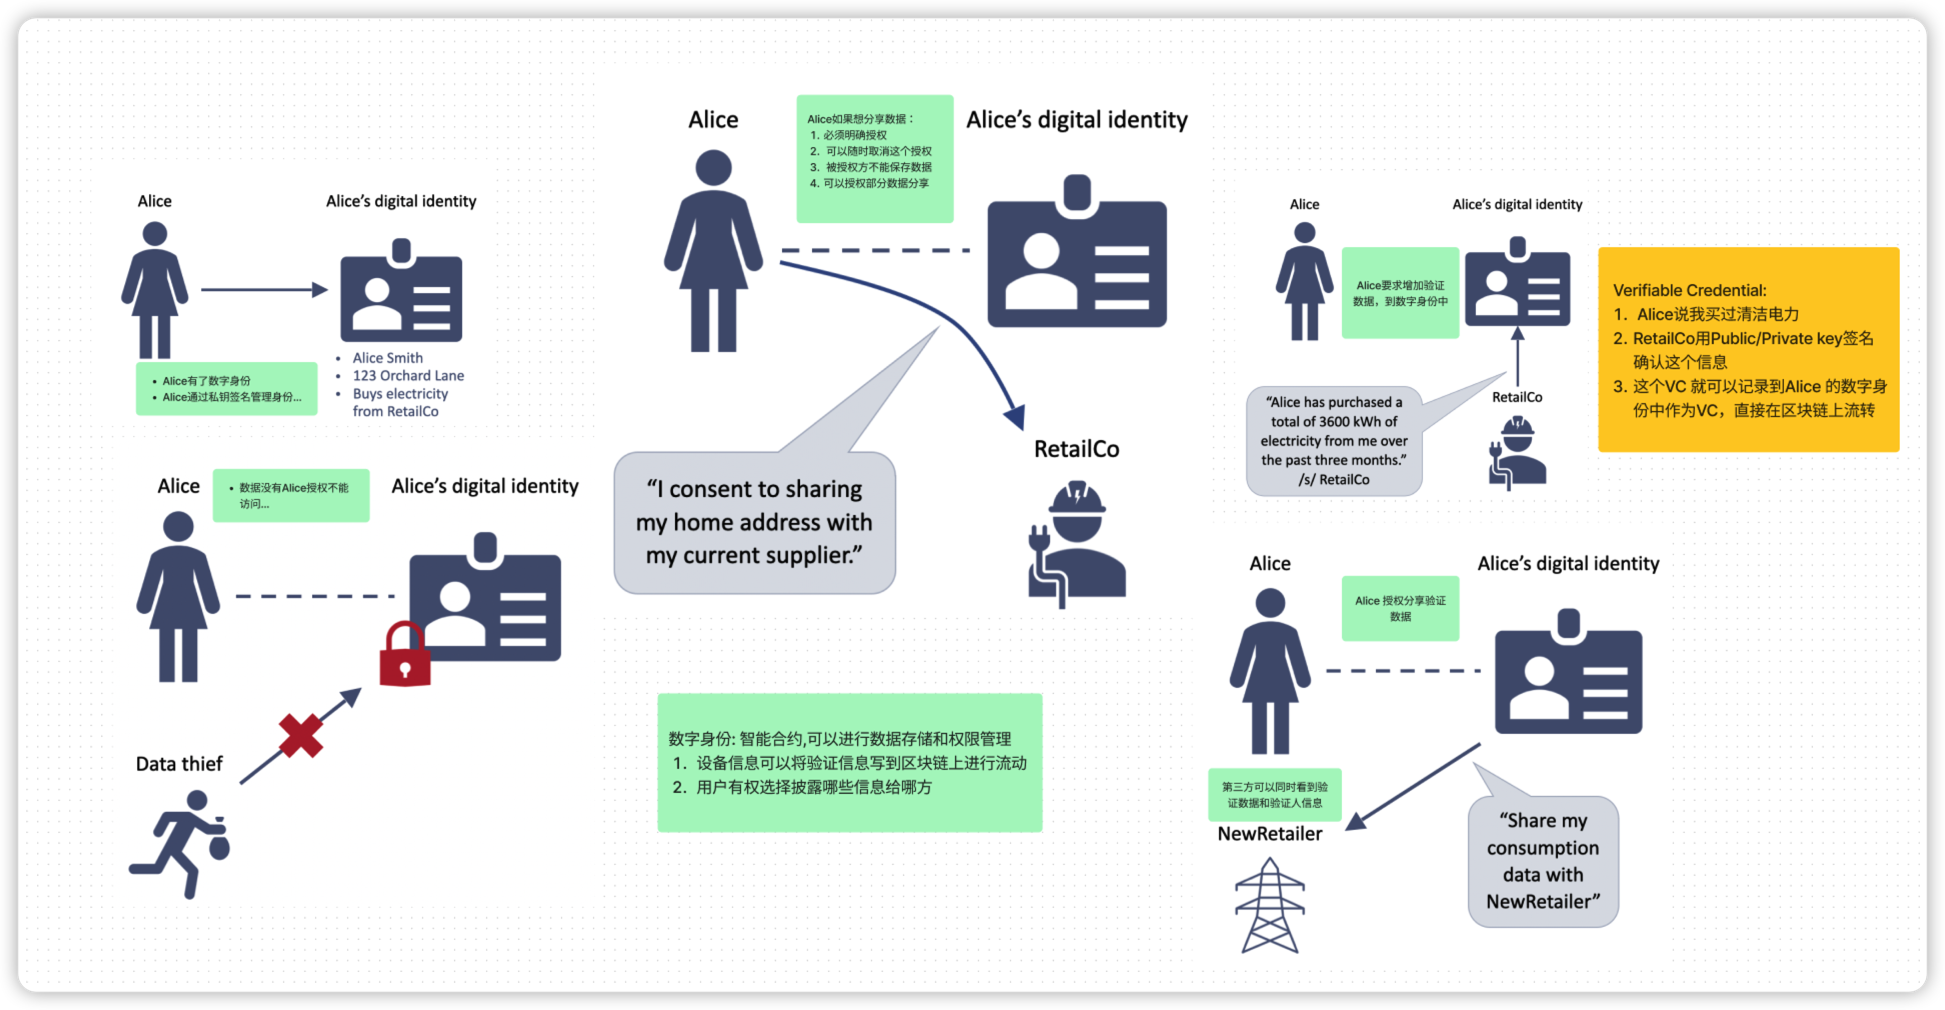 Alice
Alice's digital identity
• Alice有了数字身份
• Alice通过私钥签名管理身份...
• Alice Smith
• 123 Orchard Lane
• Buys electricity
from RetailCo
Alice
• 数据没有Alice授权不能
访问...
Alice's digital identity
Data thief
Alice
Alice如果想分享数据：
1. 必须明确授权
2. 可以随时取消这个授权
3. 被授权方不能保存数据
4. 可以授权部分数据分享
Alice's digital identity
“I consent to sharing
my home address with
my current supplier.”
RetailCo
数字身份: 智能合约,可以进行数据存储和权限管理
1. 设备信息可以将验证信息写到区块链上进行流动
2. 用户有权选择披露哪些信息给哪方
Alice
Alice's digital identity
Alice要求增加验证
数据，到数字身份中
“Alice has purchased a
total of 3600 kWh of
electricity from me over
the past three months.”
/s/ RetailCo
RetailCo
Verifiable Credential:
1. Alice说我买过清洁电力
2. RetailCo用Public/Private key签名
确认这个信息
3. 这个VC 就可以记录到Alice 的数字身
份中作为VC，直接在区块链上流转
Alice
Alice's digital identity
Alice 授权分享验证
数据
第三方可以同时看到验
证数据和验证人信息
NewRetailer
“Share my
consumption
data with
NewRetailer”